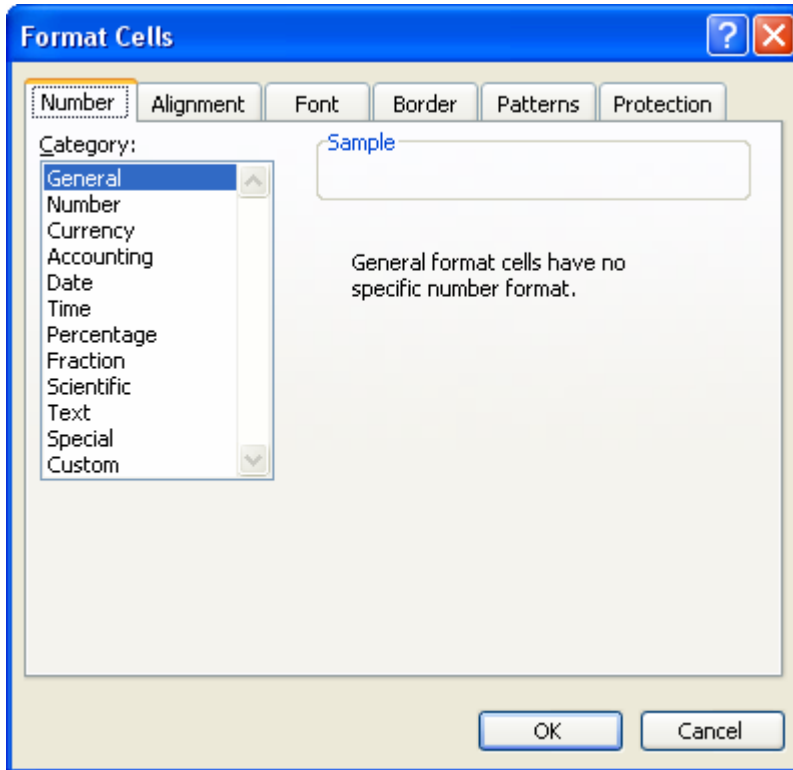 Format Cells
Number Alignment Font Border Patterns Protection
Category:
Sample
General
Number
Currency
Accounting
Date
Time
Percentage
Fraction
Scientific
Text
Special
Custom
General format cells have no
specific number format.
OK Cancel